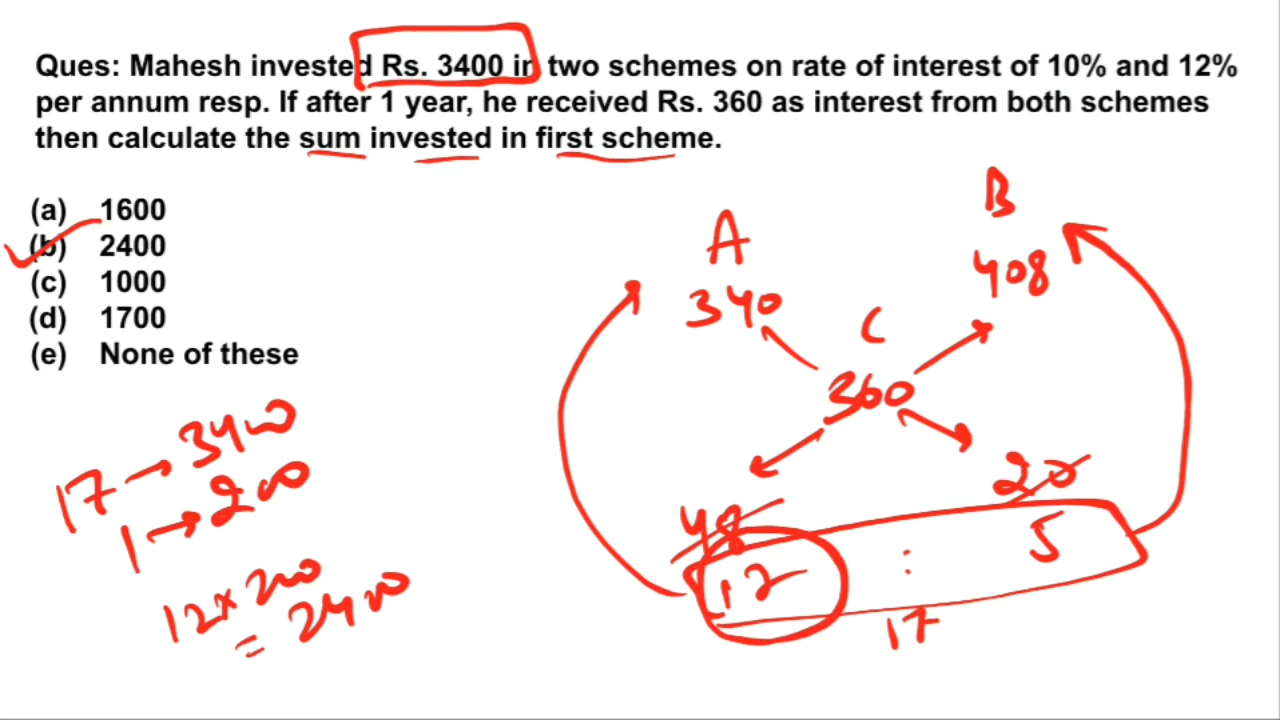 Ques: Mahesh invested Rs. 3400 in two schemes on rate of interest of 10% and 12%
per annum resp. If after 1 year, he received Rs. 360 as interest from both schemes
then calculate the sum invested in first scheme.
(a) 1600
(b) 2400
(c) 1000
(d) 1700
(e) None of these
A
B
340
408
C
360
48
20
12 : 5
17
17 → 3400
1 → 200
12 × 200
= 2400